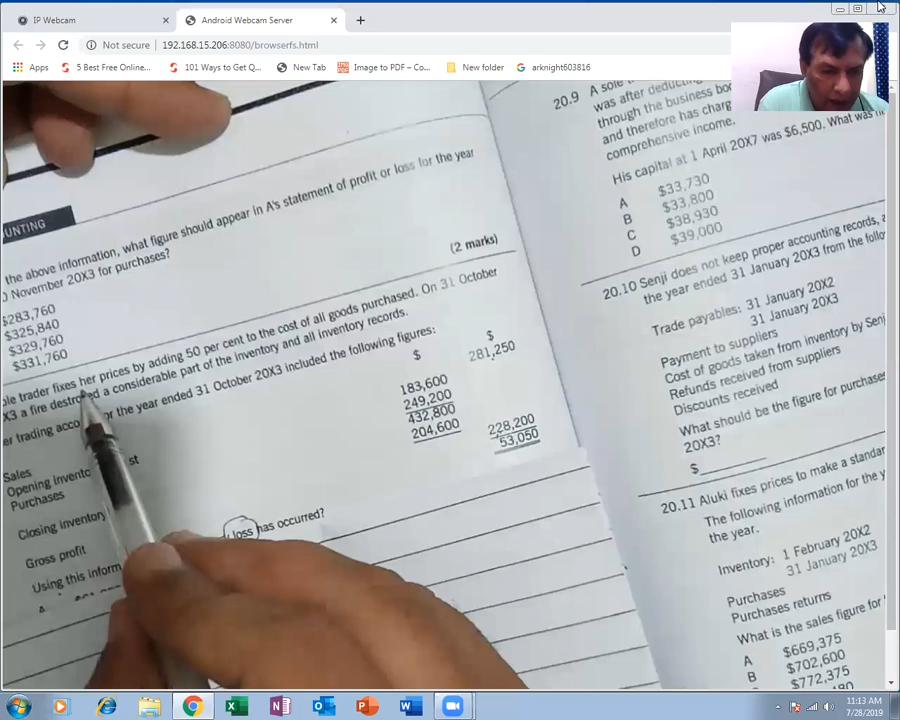 IP Webcam
Android Webcam Server
Not secure
192.168.15.206:8080/browserfs.html
Apps
5 Best Free Online...
101 Ways to Get Q...
New Tab
Image to PDF – Co...
New folder
arknight603816
UNTING
the above information, what figure should appear in A's statement of profit or loss for the year
November 20X3 for purchases?
(2 marks)
$283,760
$325,840
$329,760
$331,760
ole trader fixes her prices by adding 50 per cent to the cost of all goods purchased. On 31 October
X3 a fire destroyed a considerable part of the inventory and all inventory records.
er trading acco or the year ended 31 October 20X3 included the following figures:
$ $
Sales 281,250
Opening invento st 183,600
Purchases 249,200
432,800
Closing inventory 204,600
228,200
Gross profit 53,050
Using this inform loss has occurred?
A
20.9 A sole
was after deducting
through the business
and therefore has charg
comprehensive income.
His capital at 1 April 20X7 was $6,500. What was
A $33,730
B $33,800
C $38,930
D $39,000
20.10 Senji does not keep proper accounting records,
the year ended 31 January 20X3 from the follo
Trade payables: 31 January 20X2
31 January 20X3
Payment to suppliers
Cost of goods taken from inventory by Senj
Refunds received from suppliers
Discounts received
What should be the figure for purchases
20X3?
$
20.11 Aluki fixes prices to make a standar
The following information for the y
the year.
Inventory: 1 February 20X2
31 January 20X3
Purchases
Purchases returns
What is the sales figure for
A $669,375
B $702,600
$772,375
11:13 AM
7/28/2019